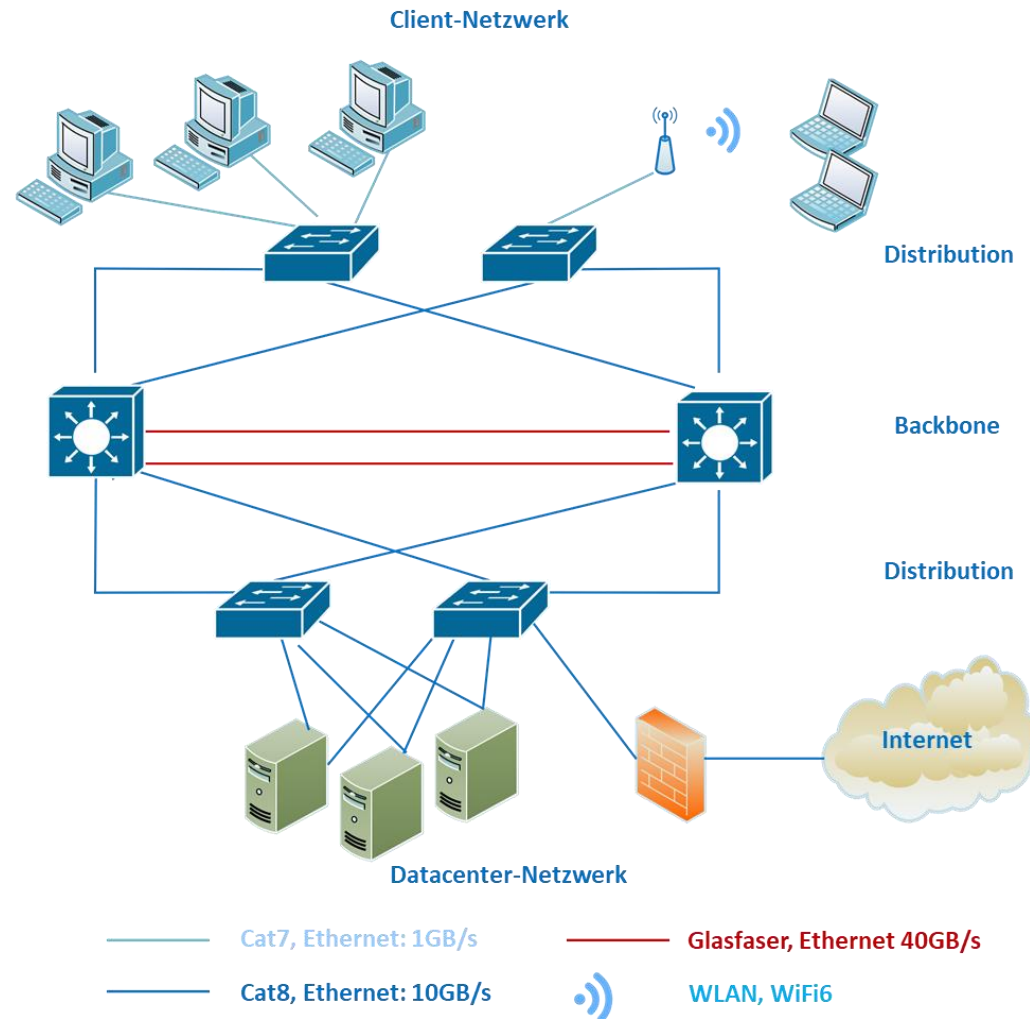 Client-Netzwerk
Distribution
Backbone
Distribution
Internet
Datacenter-Netzwerk
Cat7, Ethernet: 1GB/s
Glasfaser, Ethernet 40GB/s
Cat8, Ethernet: 10GB/s
WLAN, WiFi6